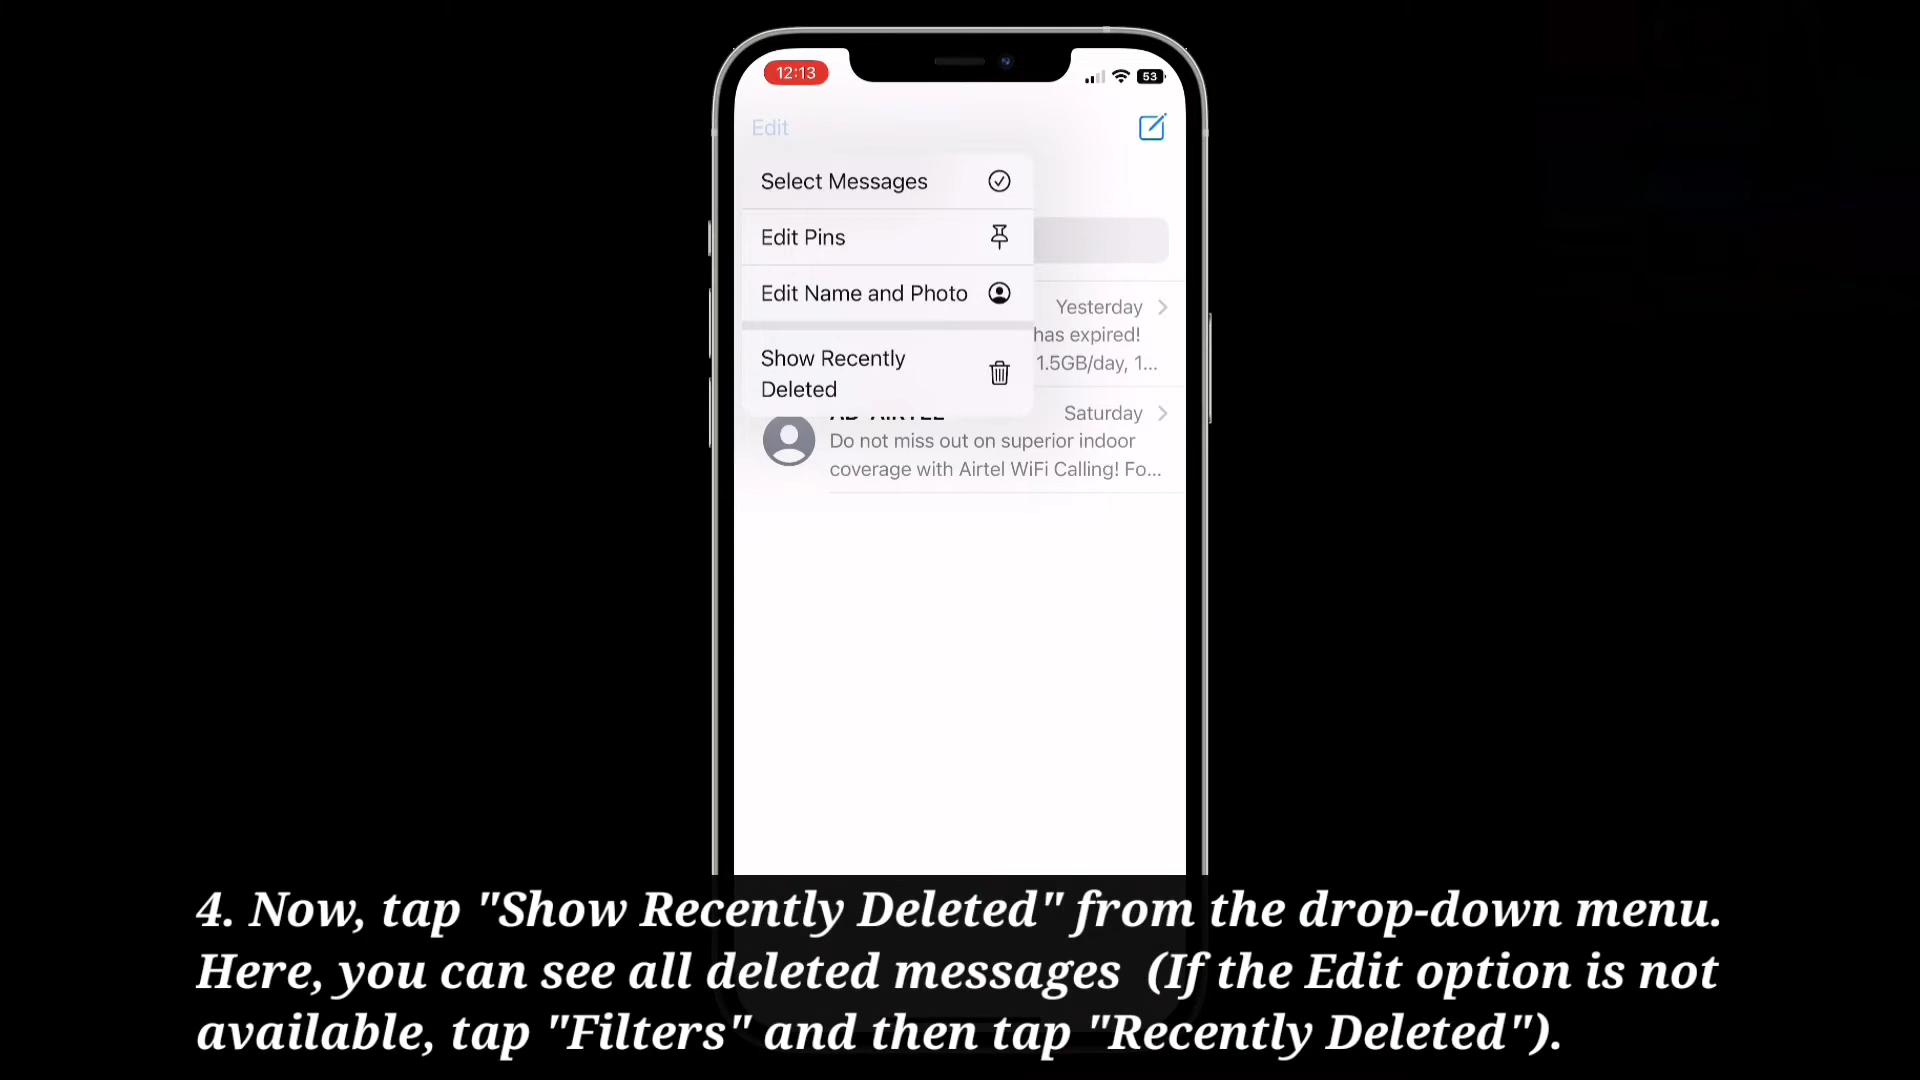 12:13
53
Edit
Select Messages
Edit Pins
Edit Name and Photo
Yesterday
has expired!
Show Recently
1.5GB/day, 1...
Deleted
Saturday
Do not miss out on superior indoor
coverage with Airtel WiFi Calling! Fo...
4. Now, tap "Show Recently Deleted" from the drop-down menu.
Here, you can see all deleted messages (If the Edit option is not
available, tap "Filters" and then tap "Recently Deleted").